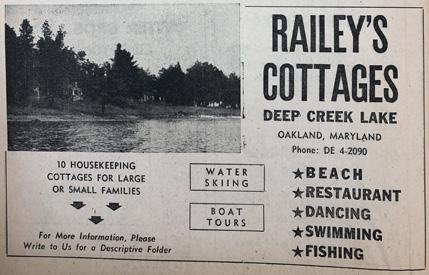 RAILEY'S
COTTAGES
DEEP CREEK LAKE
OAKLAND, MARYLAND
Phone: DE 4-2090
10 HOUSEKEEPING
COTTAGES FOR LARGE
OR SMALL FAMILIES
For More Information, Please
Write to Us for a Descriptive Folder
WATER
SKIING
BOAT
TOURS
★BEACH
★RESTAURANT
★DANCING
★SWIMMING
★FISHING